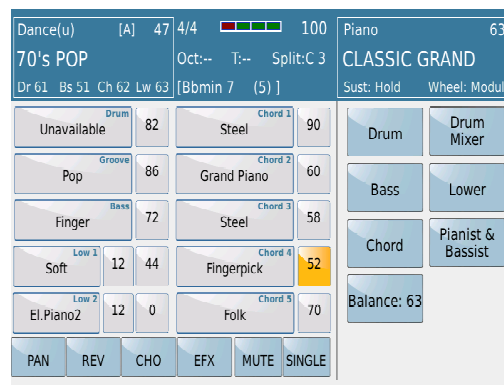 Dance(u) [A] 47 4/4 100 Piano 63
70's POP Oct:-- T:-- Split:C 3 CLASSIC GRAND
Dr 61 Bs 51 Ch 62 Lw 63 [Bbmin 7 (5) ] Sust: Hold Wheel: Modul
Drum
Unavailable 82
Chord 1
Steel 90
Drum
Drum Mixer
Groove
Pop 86
Chord 2
Grand Piano 60
Bass
Finger 72
Chord 3
Steel 58
Bass
Lower
Low 1
Soft 12 44
Chord 4
Fingerpick 52
Chord
Pianist &
Bassist
Low 2
El.Piano2 12 0
Chord 5
Folk 70
Balance: 63
PAN REV CHO EFX MUTE SINGLE